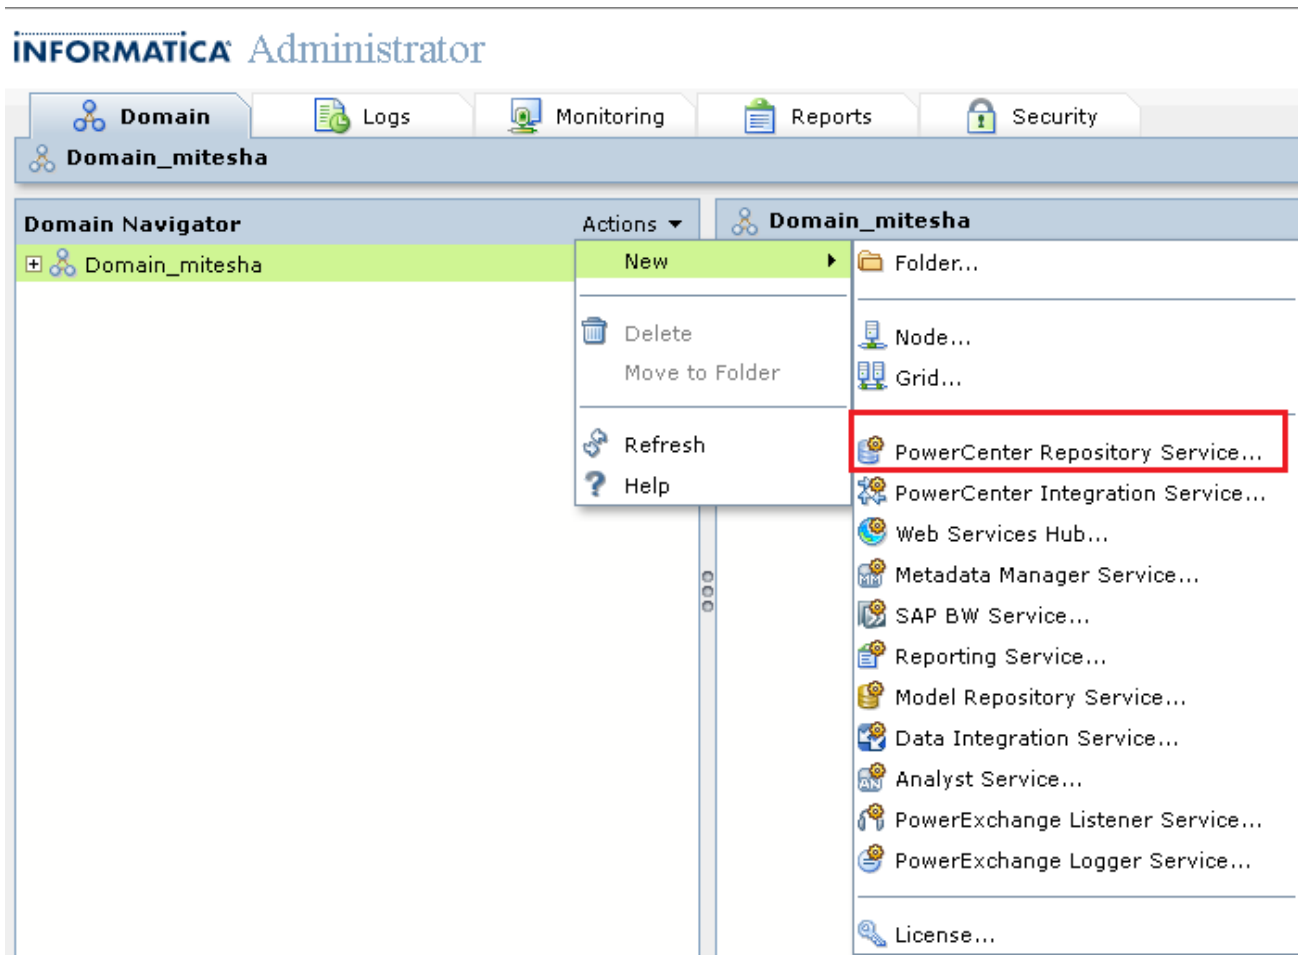 INFORMATICA Administrator
Domain Logs Monitoring Reports Security
Domain_mitesha
Domain Navigator Actions
Domain_mitesha
Domain_mitesha
New
Delete
Move to Folder
Refresh
Help
Folder...
Node...
Grid...
PowerCenter Repository Service...
PowerCenter Integration Service...
Web Services Hub...
Metadata Manager Service...
SAP BW Service...
Reporting Service...
Model Repository Service...
Data Integration Service...
Analyst Service...
PowerExchange Listener Service...
PowerExchange Logger Service...
License...